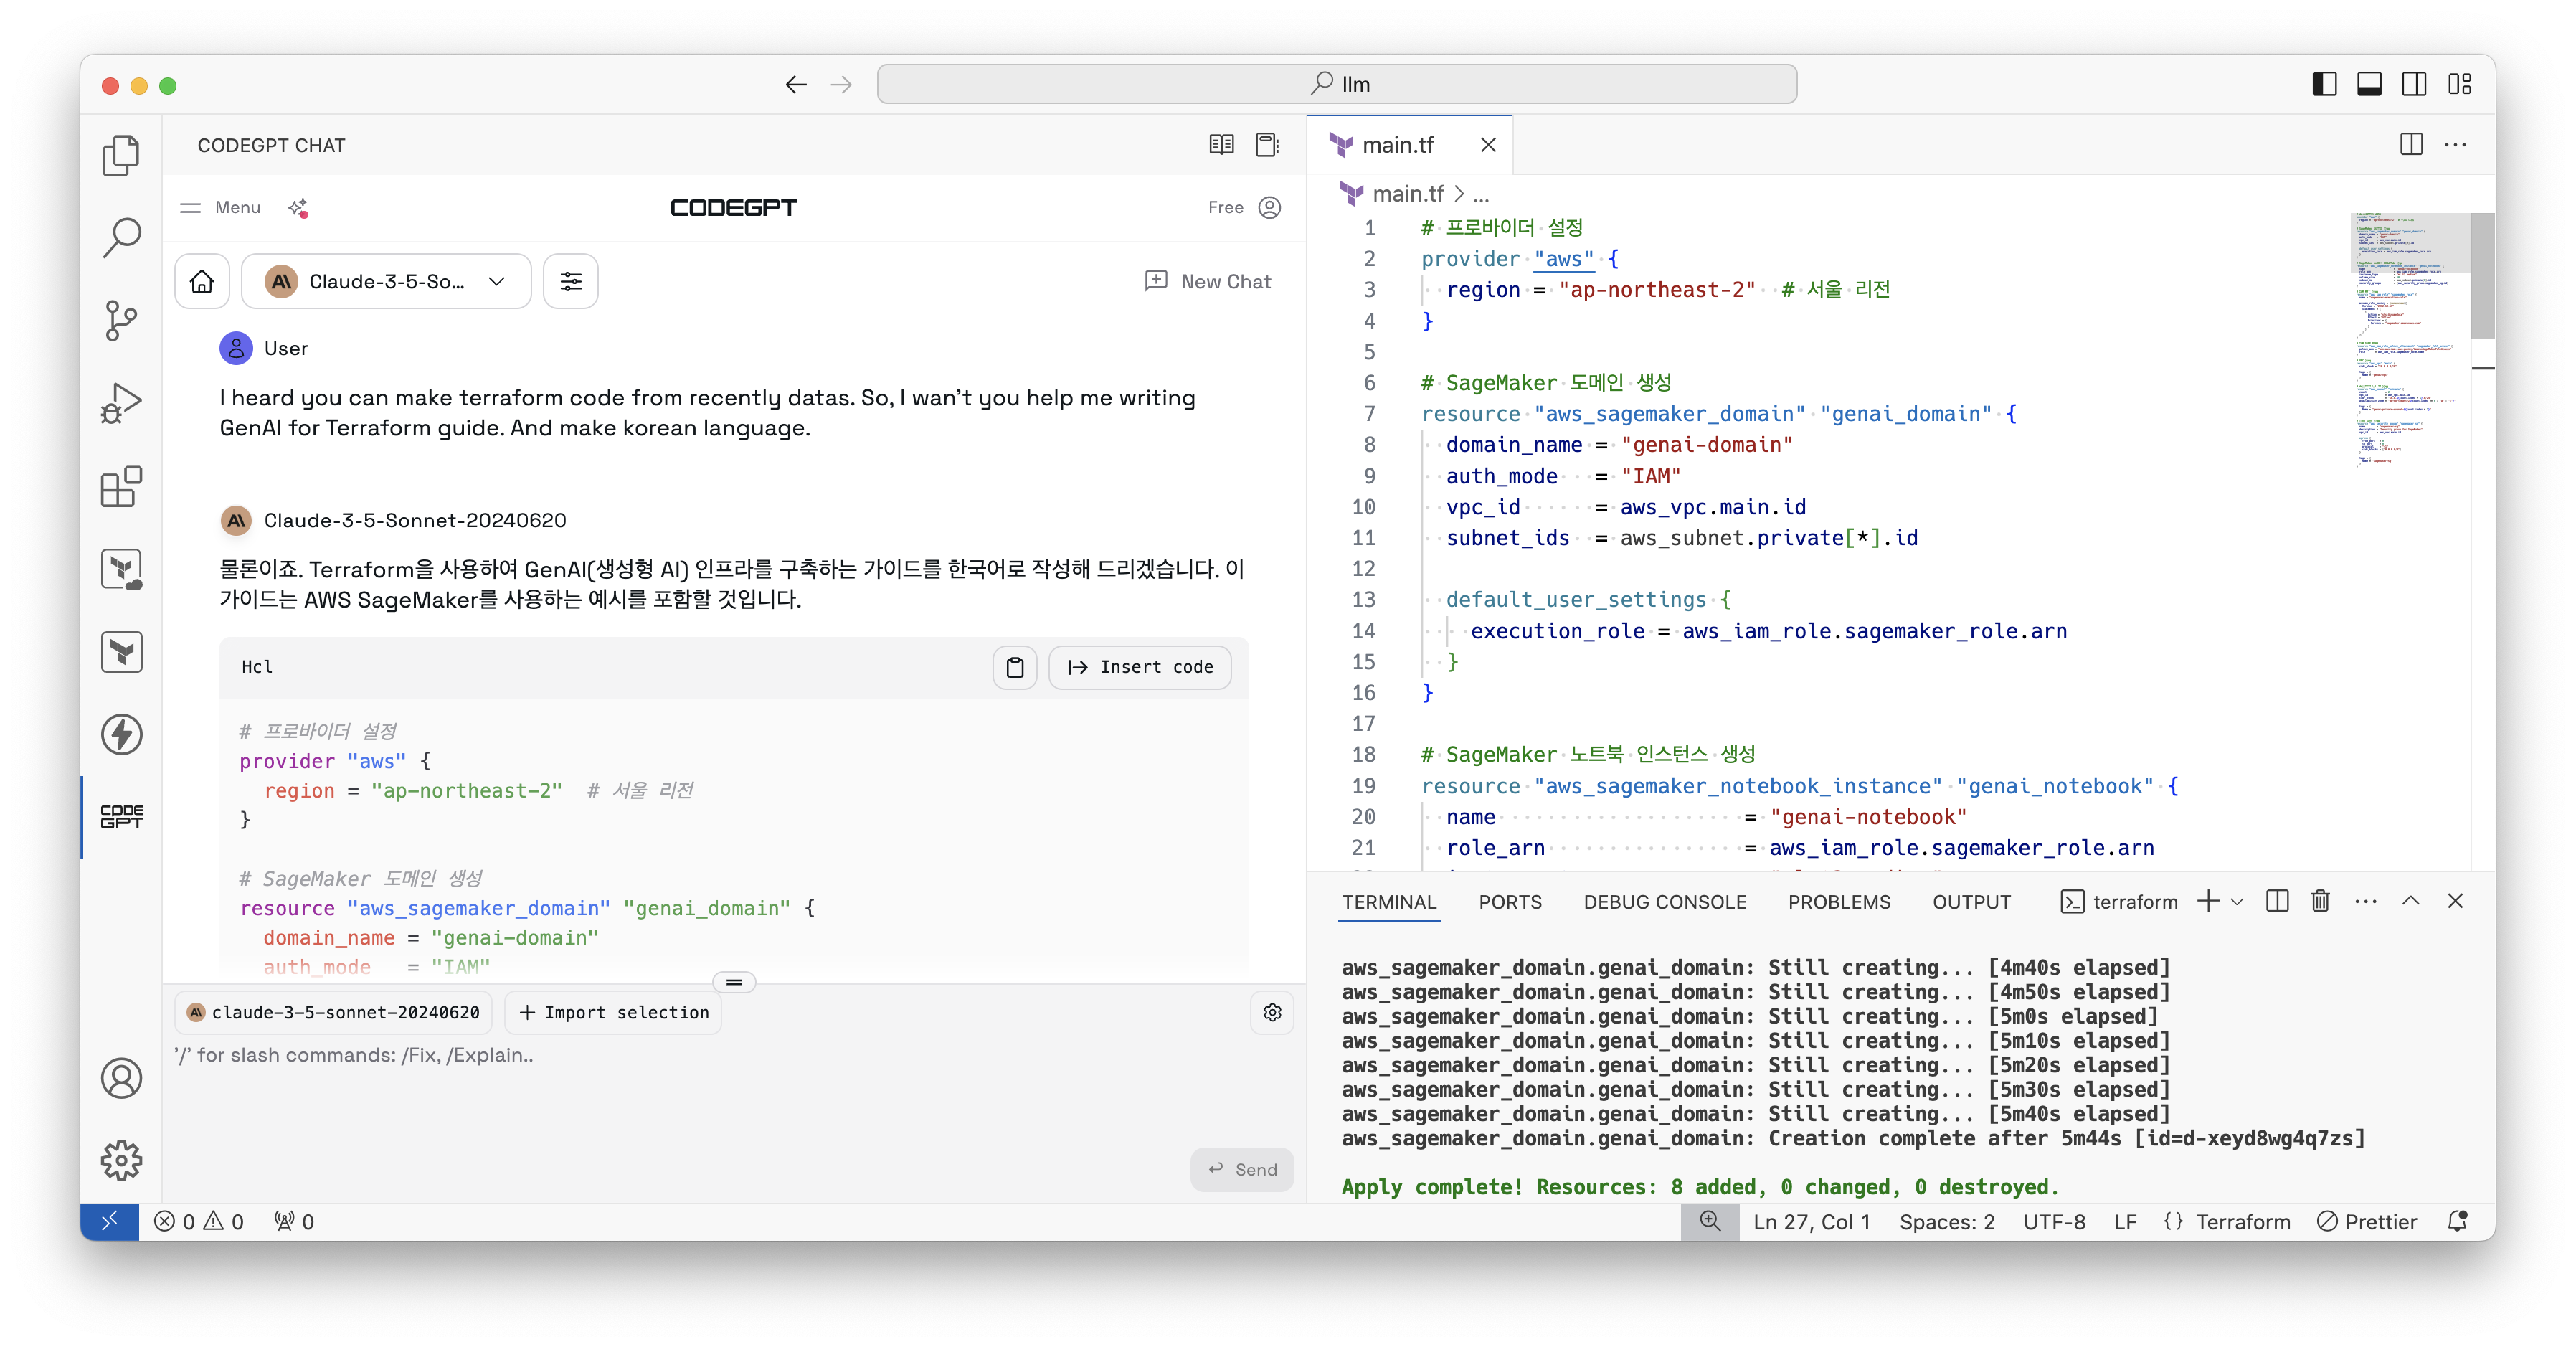 llm
CODEGPT CHAT
Menu
CODEGPT
Free
Claude-3-5-So...
New Chat
User
I heard you can make terraform code from recently datas. So, I wan't you help me writing
GenAI for Terraform guide. And make korean language.
Claude-3-5-Sonnet-20240620
물론이죠. Terraform을 사용하여 GenAI(생성형 AI) 인프라를 구축하는 가이드를 한국어로 작성해 드리겠습니다. 이
가이드는 AWS SageMaker를 사용하는 예시를 포함할 것입니다.
Hcl
Insert code
# 프로바이더 설정
provider "aws" {
  region = "ap-northeast-2"  # 서울 리전
}
# SageMaker 도메인 생성
resource "aws_sagemaker_domain" "genai_domain" {
  domain_name = "genai-domain"
  auth_mode   = "IAM"
claude-3-5-sonnet-20240620
Import selection
'/' for slash commands: /Fix, /Explain..
Send
CODE
GPT
main.tf
main.tf > ...
1 # 프로바이더 설정
2 provider "aws" {
3   region = "ap-northeast-2"  # 서울 리전
4 }
5
6 # SageMaker 도메인 생성
7 resource "aws_sagemaker_domain" "genai_domain" {
8   domain_name = "genai-domain"
9   auth_mode   = "IAM"
10   vpc_id      = aws_vpc.main.id
11   subnet_ids  = aws_subnet.private[*].id
12
13   default_user_settings {
14     execution_role = aws_iam_role.sagemaker_role.arn
15   }
16 }
17
18 # SageMaker 노트북 인스턴스 생성
19 resource "aws_sagemaker_notebook_instance" "genai_notebook" {
20   name                    = "genai-notebook"
21   role_arn                = aws_iam_role.sagemaker_role.arn
TERMINAL
PORTS
DEBUG CONSOLE
PROBLEMS
OUTPUT
terraform
aws_sagemaker_domain.genai_domain: Still creating... [4m40s elapsed]
aws_sagemaker_domain.genai_domain: Still creating... [4m50s elapsed]
aws_sagemaker_domain.genai_domain: Still creating... [5m0s elapsed]
aws_sagemaker_domain.genai_domain: Still creating... [5m10s elapsed]
aws_sagemaker_domain.genai_domain: Still creating... [5m20s elapsed]
aws_sagemaker_domain.genai_domain: Still creating... [5m30s elapsed]
aws_sagemaker_domain.genai_domain: Still creating... [5m40s elapsed]
aws_sagemaker_domain.genai_domain: Creation complete after 5m44s [id=d-xeyd8wg4q7zs]
Apply complete! Resources: 8 added, 0 changed, 0 destroyed.
0 0 0
Ln 27, Col 1
Spaces: 2
UTF-8
LF
{} Terraform
Prettier